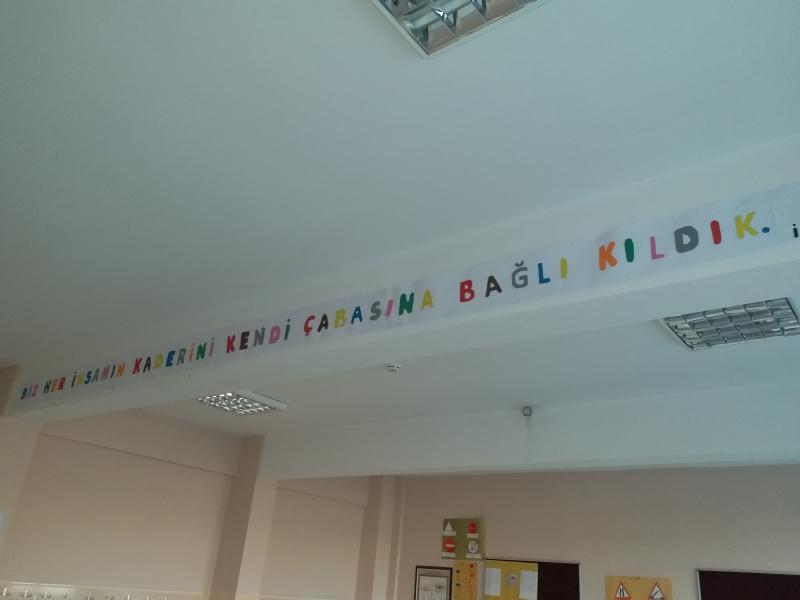 BİZ HER İNSANIN KADERİNİ KENDİ ÇABASINA BAĞLI KILDIK.